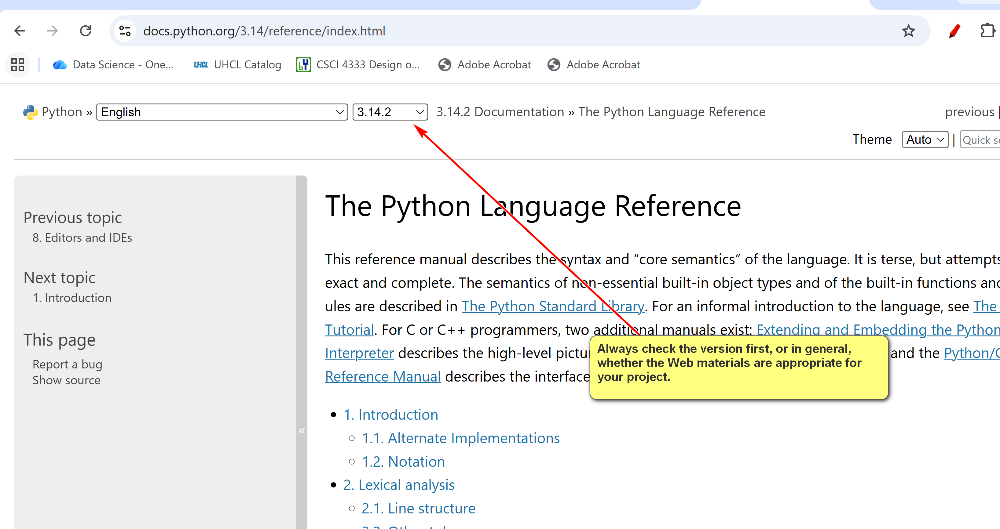 docs.python.org/3.14/reference/index.html
Data Science - One... UHCL Catalog CSCI 4333 Design o... Adobe Acrobat Adobe Acrobat
Python » English 3.14.2 3.14.2 Documentation » The Python Language Reference previous |
Theme Auto | Quick se
Previous topic
8. Editors and IDEs
Next topic
1. Introduction
This page
Report a bug
Show source
«
The Python Language Reference
This reference manual describes the syntax and “core semantics” of the language. It is terse, but attempts
exact and complete. The semantics of non-essential built-in object types and of the built-in functions and
ules are described in The Python Standard Library. For an informal introduction to the language, see The
Tutorial. For C or C++ programmers, two additional manuals exist: Extending and Embedding the Python
Interpreter describes the high-level pictur and the Python/C
Reference Manual describes the interface
Always check the version first, or in general,
whether the Web materials are appropriate for
your project.
1. Introduction
1.1. Alternate Implementations
1.2. Notation
2. Lexical analysis
2.1. Line structure